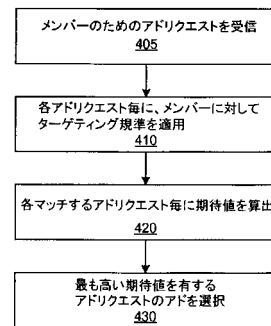 メンバーのためのアドリクエストを受信
405
各アドリクエスト毎に、メンバーに対して
ターゲティング規準を適用
410
各マッチするアドリクエスト毎に期待値を算出
420
最も高い期待値を有する
アドリクエストのアドを選択
430